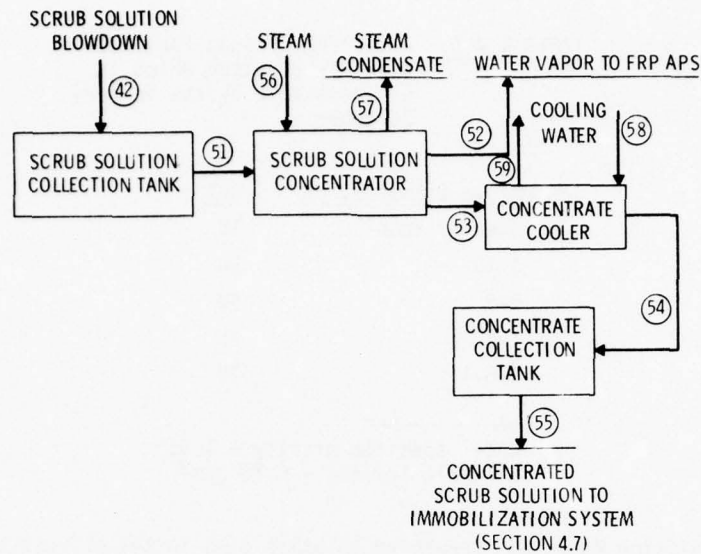 SCRUB SOLUTION
BLOWDOWN
42
STEAM
56
STEAM
CONDENSATE
57
WATER VAPOR TO FRP APS
52
COOLING
WATER
59
58
SCRUB SOLUTION
COLLECTION TANK
51
SCRUB SOLUTION
CONCENTRATOR
53
CONCENTRATE
COOLER
54
CONCENTRATE
COLLECTION
TANK
55
CONCENTRATED
SCRUB SOLUTION TO
IMMOBILIZATION SYSTEM
(SECTION 4.7)